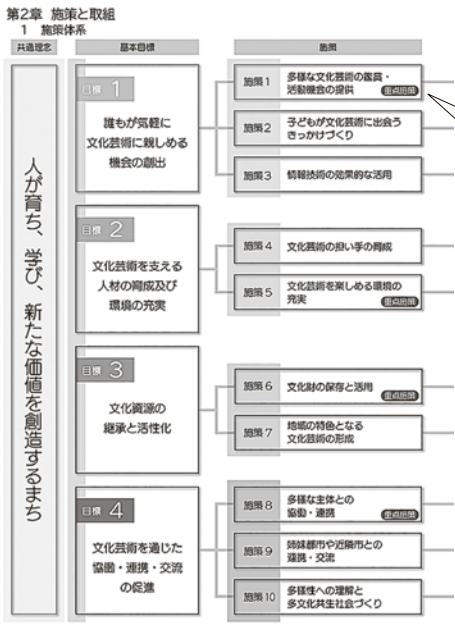 第2章 施策と取組
1 施策体系
共通理念
基本目標
施策
人が育ち、学び、新たな価値を創造するまち
目標 1
誰もが気軽に
文化芸術に親しめる
機会の創出
施策1
多様な文化芸術の鑑賞・
活動機会の提供
重点施策
施策2
子どもが文化芸術に出会う
きっかけづくり
施策3
情報技術の効果的な活用
目標 2
文化芸術を支える
人材の育成及び
環境の充実
施策4
文化芸術の担い手の育成
施策5
文化芸術を楽しめる環境の
充実
重点施策
目標 3
文化資源の
継承と活性化
施策6
文化財の保存と活用
重点施策
施策7
地域の特色となる
文化芸術の形成
目標 4
文化芸術を通じた
協働・連携・交流
の促進
施策8
多様な主体との
協働・連携
重点施策
施策9
姉妹都市や近隣市との
連携・交流
施策10
多様性への理解と
多文化共生社会づくり